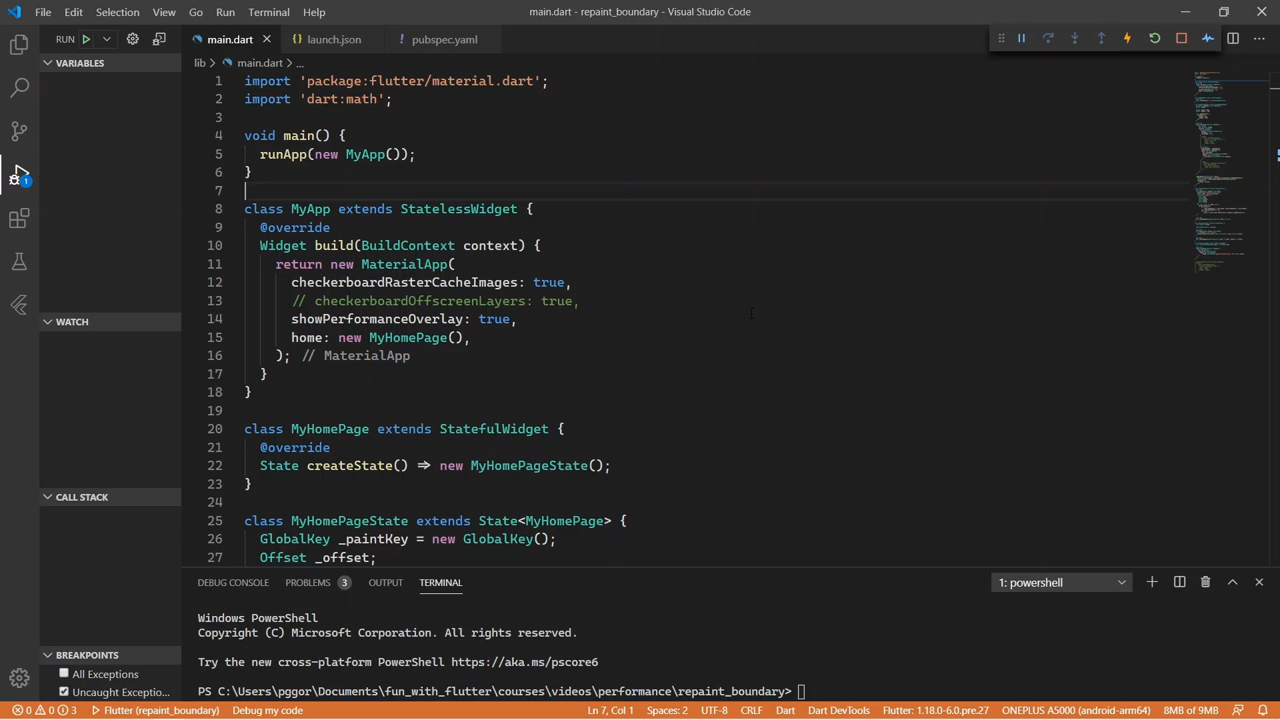 File Edit Selection View Go Run Terminal Help
main.dart - repaint_boundary - Visual Studio Code
RUN
main.dart
launch.json
pubspec.yaml
VARIABLES
WATCH
CALL STACK
BREAKPOINTS
All Exceptions
Uncaught Exceptio...
1
lib > main.dart > ...
1 import 'package:flutter/material.dart';
2 import 'dart:math';
3
4 void main() {
5 runApp(new MyApp());
6 }
7
8 class MyApp extends StatelessWidget {
9 @override
10 Widget build(BuildContext context) {
11 return new MaterialApp(
12 checkerboardRasterCacheImages: true,
13 // checkerboardOffscreenLayers: true,
14 showPerformanceOverlay: true,
15 home: new MyHomePage(),
16 ); // MaterialApp
17 }
18 }
19
20 class MyHomePage extends StatefulWidget {
21 @override
22 State createState() ⇒ new MyHomePageState();
23 }
24
25 class MyHomePageState extends State<MyHomePage> {
26 GlobalKey _paintKey = new GlobalKey();
27 Offset _offset;
DEBUG CONSOLE PROBLEMS 3 OUTPUT TERMINAL
1: powershell
Windows PowerShell
Copyright (C) Microsoft Corporation. All rights reserved.
Try the new cross-platform PowerShell https://aka.ms/pscore6
PS C:\Users\pggor\Documents\fun_with_flutter\courses\videos\performance\repaint_boundary>
0 0 3 Flutter (repaint_boundary) Debug my code
Ln 7, Col 1 Spaces: 2 UTF-8 CRLF Dart Dart DevTools Flutter: 1.18.0-6.0.pre.27 ONEPLUS A5000 (android-arm64) 8MB of 9MB